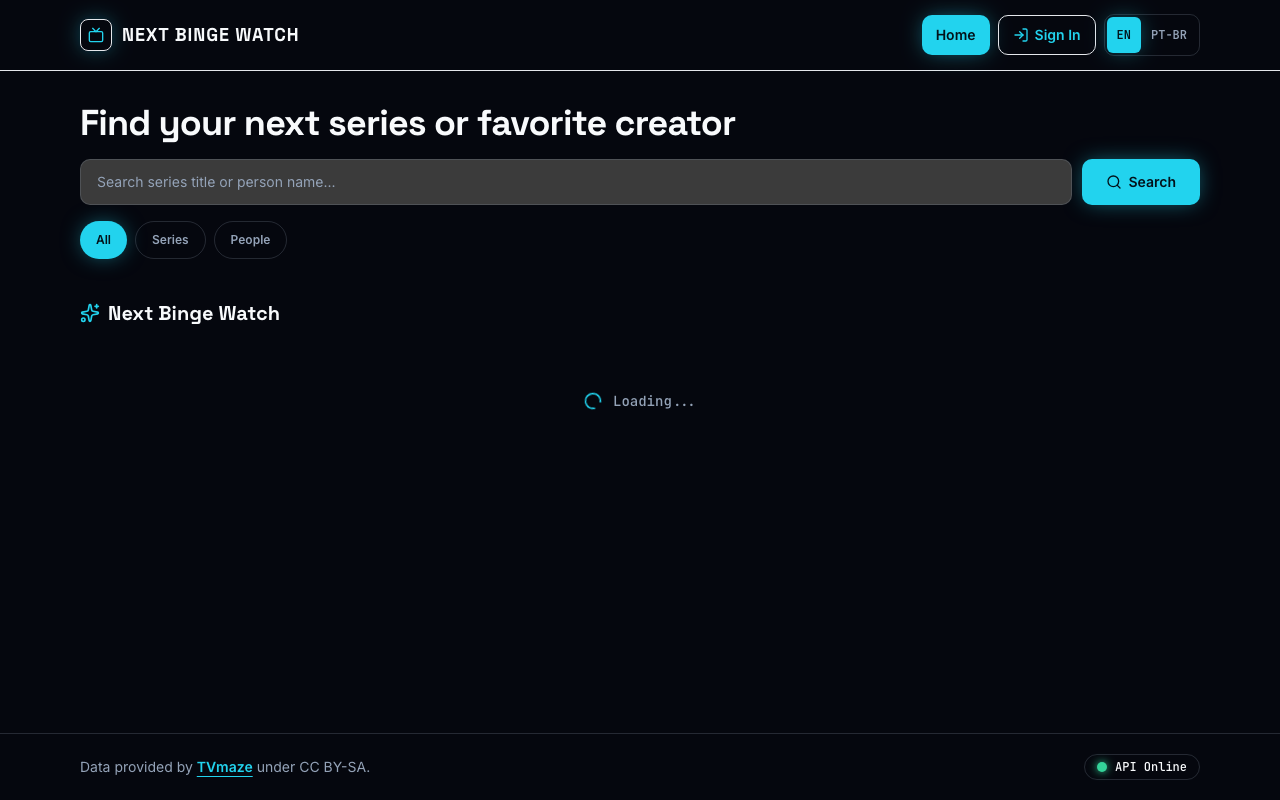 NEXT BINGE WATCH
Home
Sign In
EN
PT-BR
Find your next series or favorite creator
Search series title or person name...
Search
All
Series
People
Next Binge Watch
Loading...
Data provided by TVmaze under CC BY-SA.
API Online